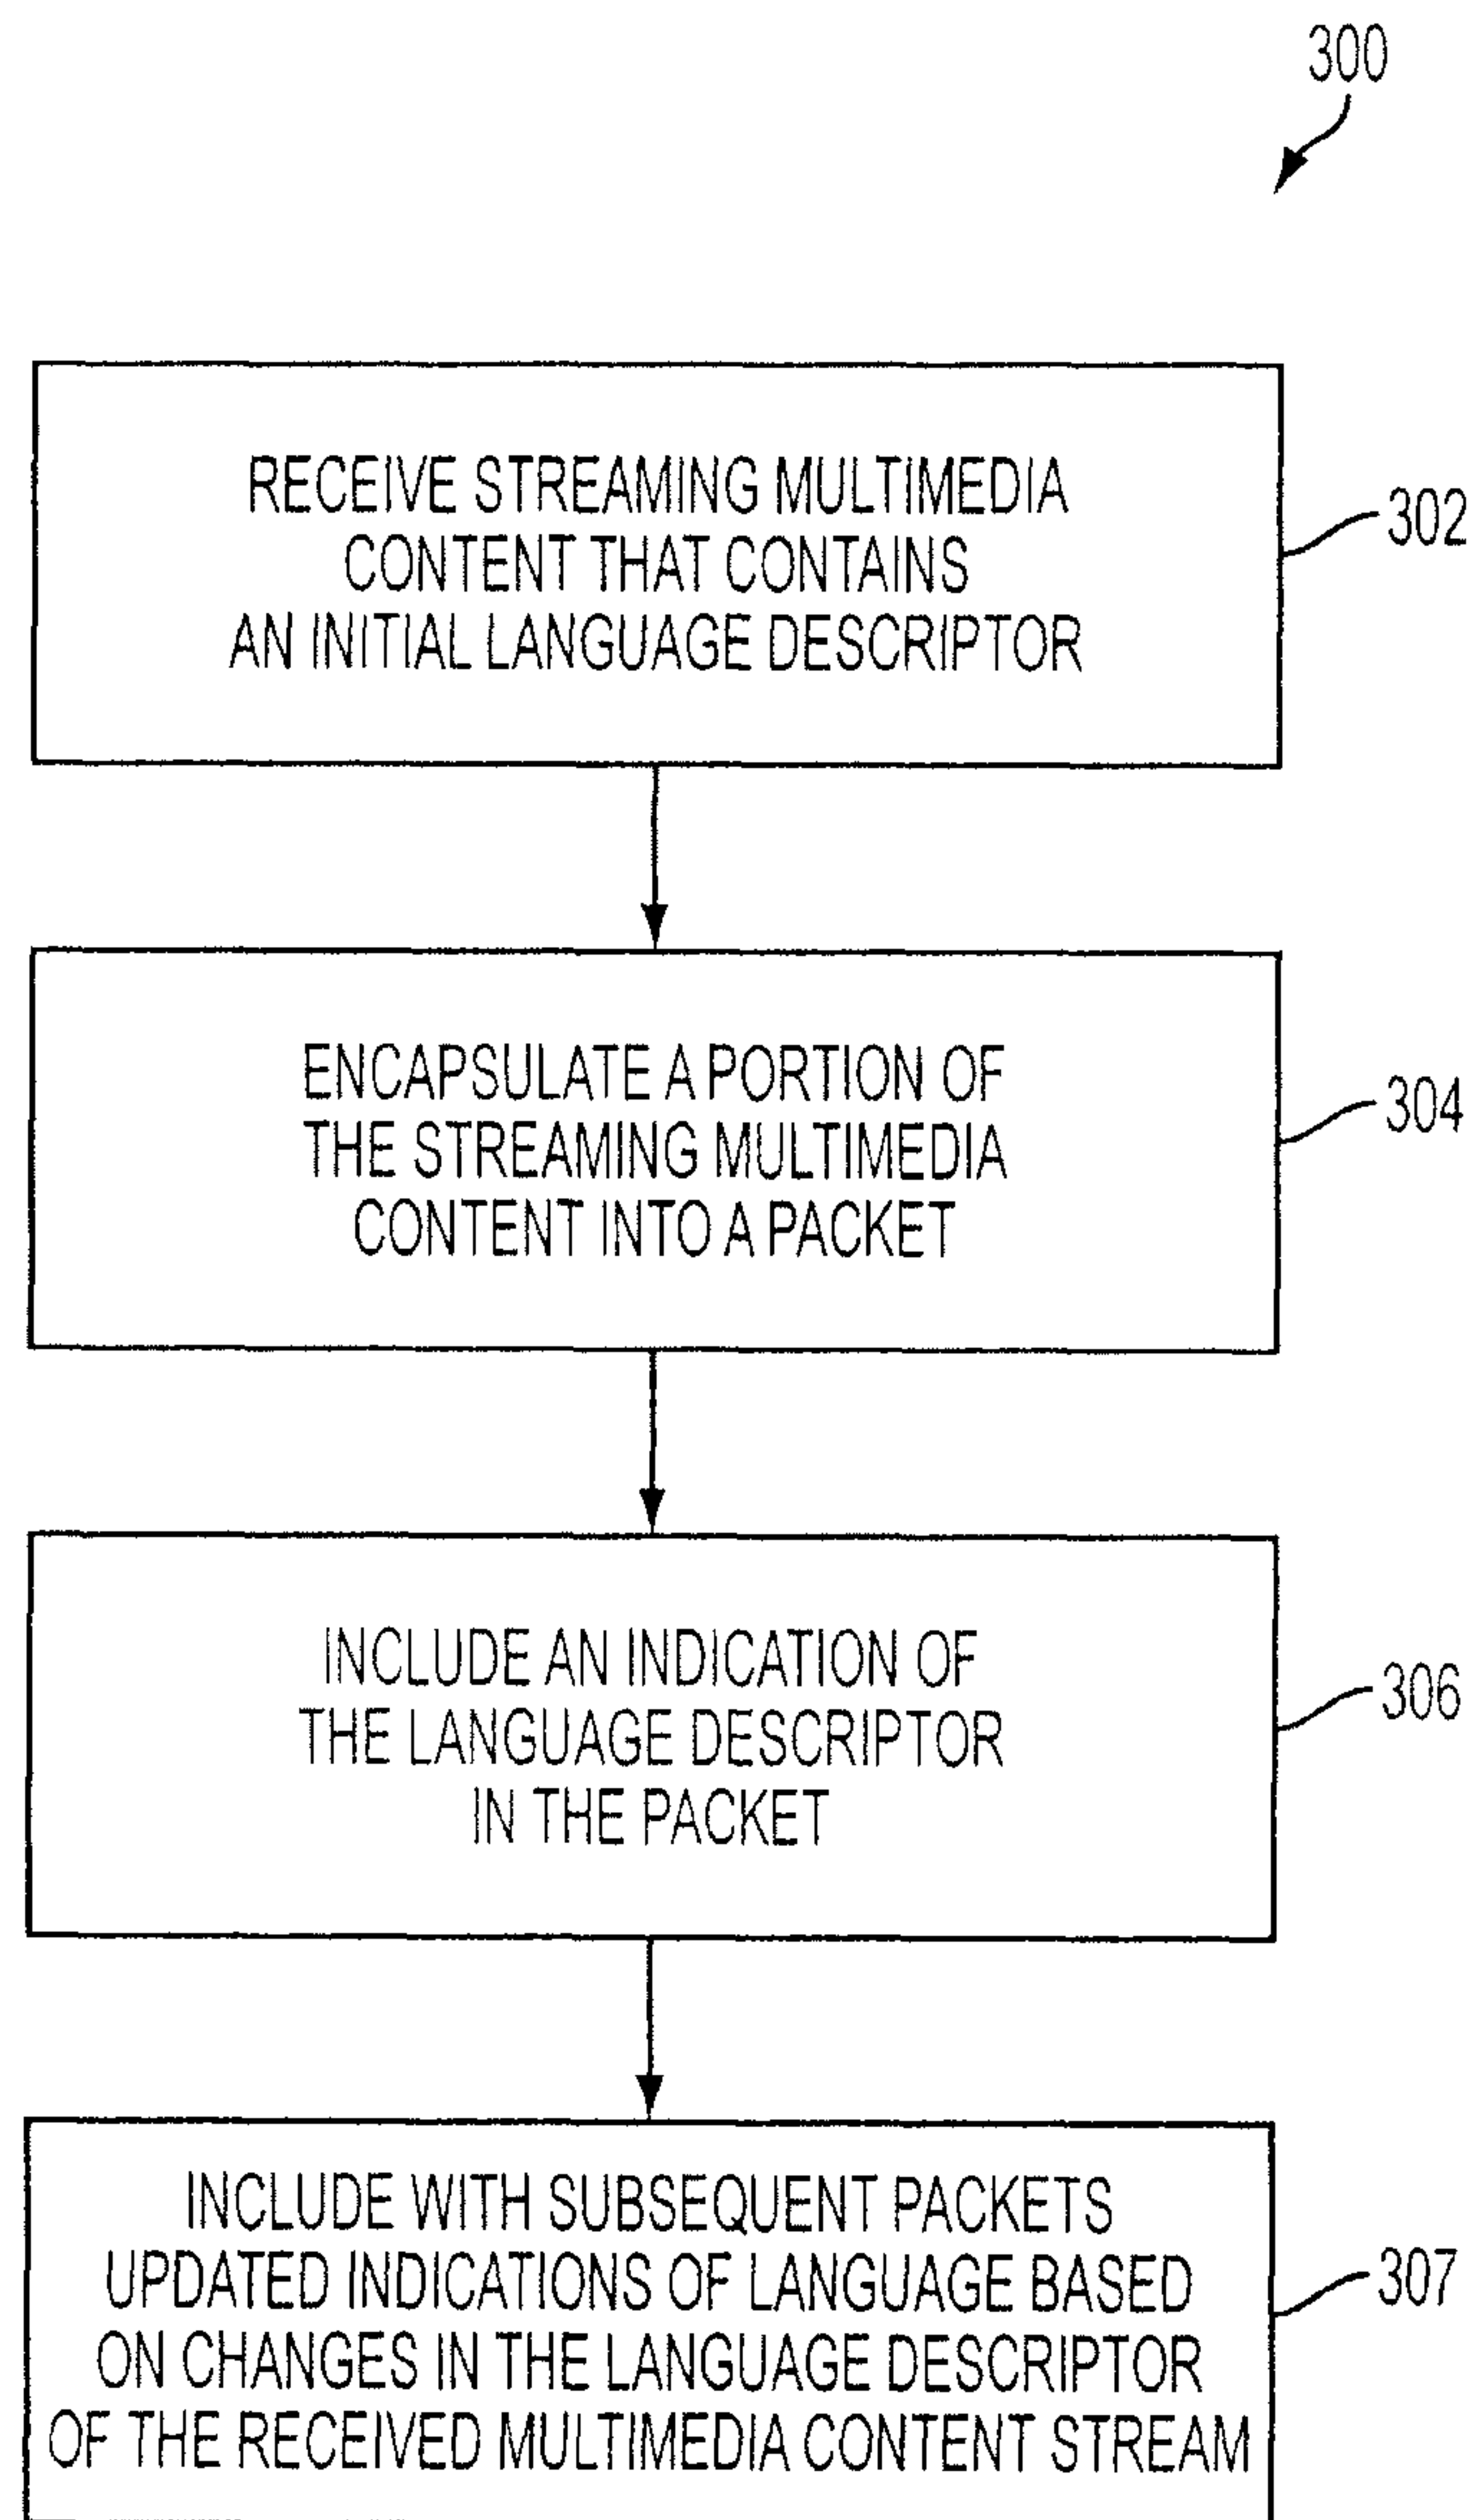 300
RECEIVE STREAMING MULTIMEDIA
CONTENT THAT CONTAINS
AN INITIAL LANGUAGE DESCRIPTOR
302
ENCAPSULATE A PORTION OF
THE STREAMING MULTIMEDIA
CONTENT INTO A PACKET
304
INCLUDE AN INDICATION OF
THE LANGUAGE DESCRIPTOR
IN THE PACKET
306
INCLUDE WITH SUBSEQUENT PACKETS
UPDATED INDICATIONS OF LANGUAGE BASED
ON CHANGES IN THE LANGUAGE DESCRIPTOR
OF THE RECEIVED MULTIMEDIA CONTENT STREAM
307